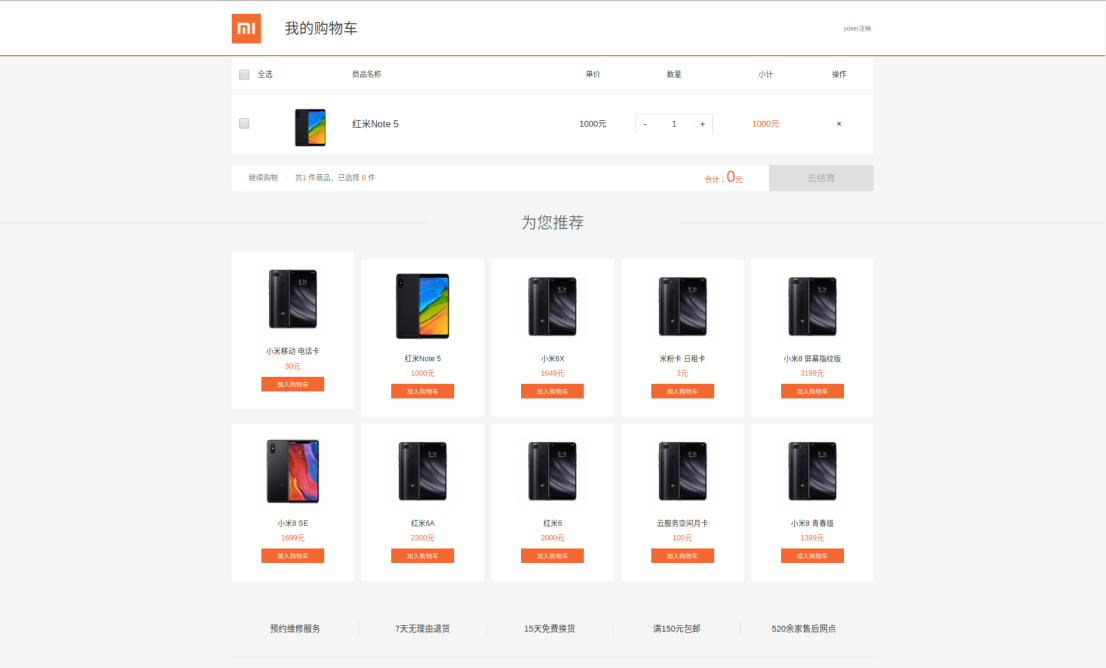 我的购物车
yoke|注销
全选 商品名称 单价 数量 小计 操作
红米Note 5 1000元 - 1 + 1000元 ×
继续购物 共1 件商品，已选择 0 件 合计：0元 去结算
为您推荐
小米移动 电话卡
30元
加入购物车
红米Note 5
1000元
加入购物车
小米6X
1649元
加入购物车
米粉卡 日租卡
3元
加入购物车
小米8 屏幕指纹版
3199元
加入购物车
小米8 SE
1699元
加入购物车
红米6A
2300元
加入购物车
红米6
2000元
加入购物车
云服务空间月卡
100元
加入购物车
小米8 青春版
1399元
加入购物车
预约维修服务 7天无理由退货 15天免费换货 满150元包邮 520余家售后网点